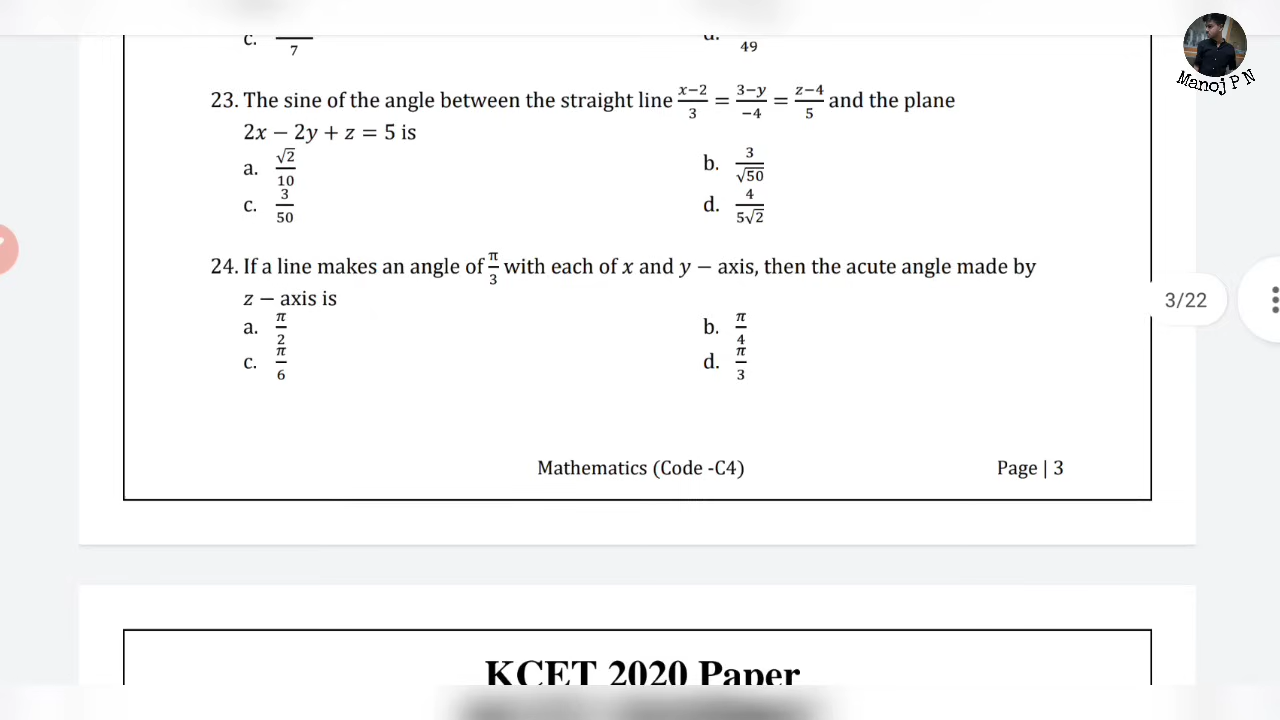 c. 7
49
Manoj P N
23. The sine of the angle between the straight line (x−2)/3 = (3−y)/−4 = (z−4)/5 and the plane
2x − 2y + z = 5 is
a. √2/10
b. 3/√50
c. 3/50
d. 4/5√2
24. If a line makes an angle of π/3 with each of x and y − axis, then the acute angle made by
z − axis is
a. π/2
b. π/4
c. π/6
d. π/3
3/22
Mathematics (Code -C4)
Page | 3
KCET 2020 Paper